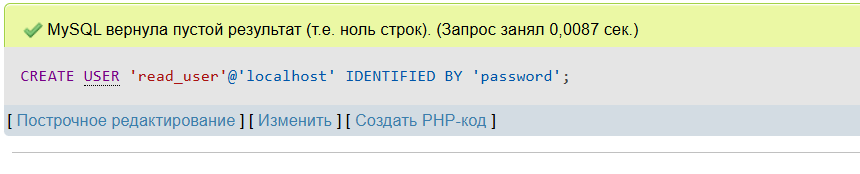 MySQL вернула пустой результат (т.е. ноль строк). (Запрос занял 0,0087 сек.)
CREATE USER 'read_user'@'localhost' IDENTIFIED BY 'password';
[ Построчное редактирование ] [ Изменить ] [ Создать PHP-код ]